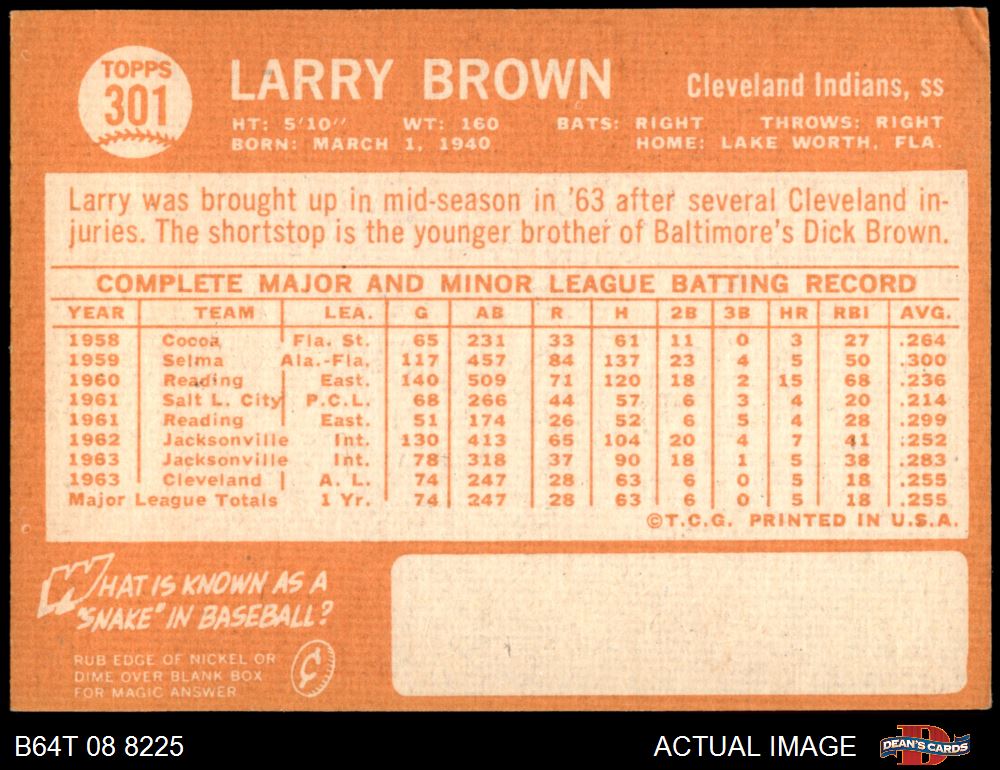 TOPPS
301
LARRY BROWN
Cleveland Indians, ss
HT: 5'10" WT: 160 BATS: RIGHT THROWS: RIGHT
BORN: MARCH 1, 1940 HOME: LAKE WORTH, FLA.
Larry was brought up in mid-season in '63 after several Cleveland in-
juries. The shortstop is the younger brother of Baltimore's Dick Brown.
COMPLETE MAJOR AND MINOR LEAGUE BATTING RECORD
YEAR TEAM LEA. G AB R H 2B 3B HR RBI AVG.
1958 Cocoa Fla. St. 65 231 33 61 11 0 3 27 .264
1959 Selma Ala.-Fla. 117 457 84 137 23 4 5 50 .300
1960 Reading East. 140 509 71 120 18 2 15 68 .236
1961 Salt L. City P.C.L. 68 266 44 57 6 3 4 20 .214
1961 Reading East. 51 174 26 52 6 5 4 28 .299
1962 Jacksonville Int. 130 413 65 104 20 4 7 41 .252
1963 Jacksonville Int. 78 318 37 90 18 1 5 38 .283
1963 Cleveland A. L. 74 247 28 63 6 0 5 18 .255
Major League Totals 1 Yr. 74 247 28 63 6 0 5 18 .255
©T.C.G. PRINTED IN U.S.A.
WHAT IS KNOWN AS A
"SNAKE" IN BASEBALL?
RUB EDGE OF NICKEL OR
DIME OVER BLANK BOX
FOR MAGIC ANSWER
¢
B64T 08 8225
ACTUAL IMAGE
D
DEAN'S CARDS